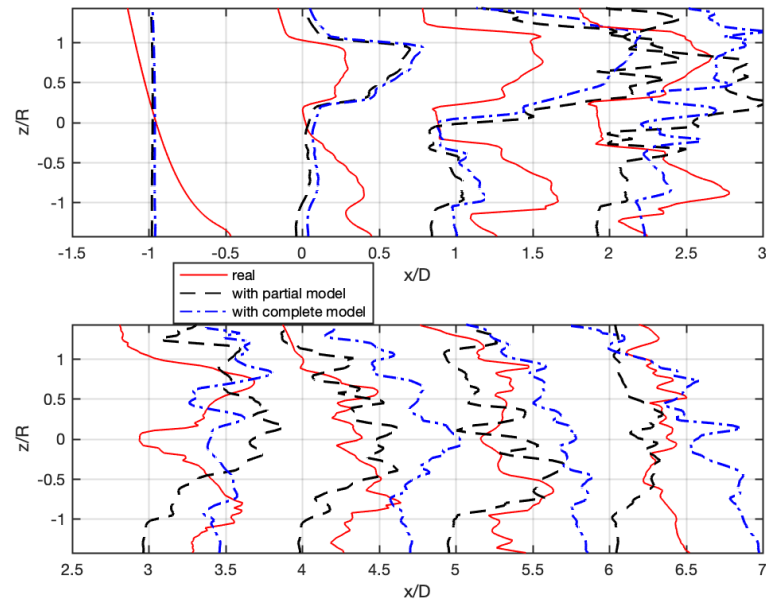 z/R
1
0.5
0
-0.5
-1
-1.5 -1 -0.5 0 0.5 1 1.5 2 2.5 3
x/D
real
with partial model
with complete model
z/R
1
0.5
0
-0.5
-1
2.5 3 3.5 4 4.5 5 5.5 6 6.5 7
x/D